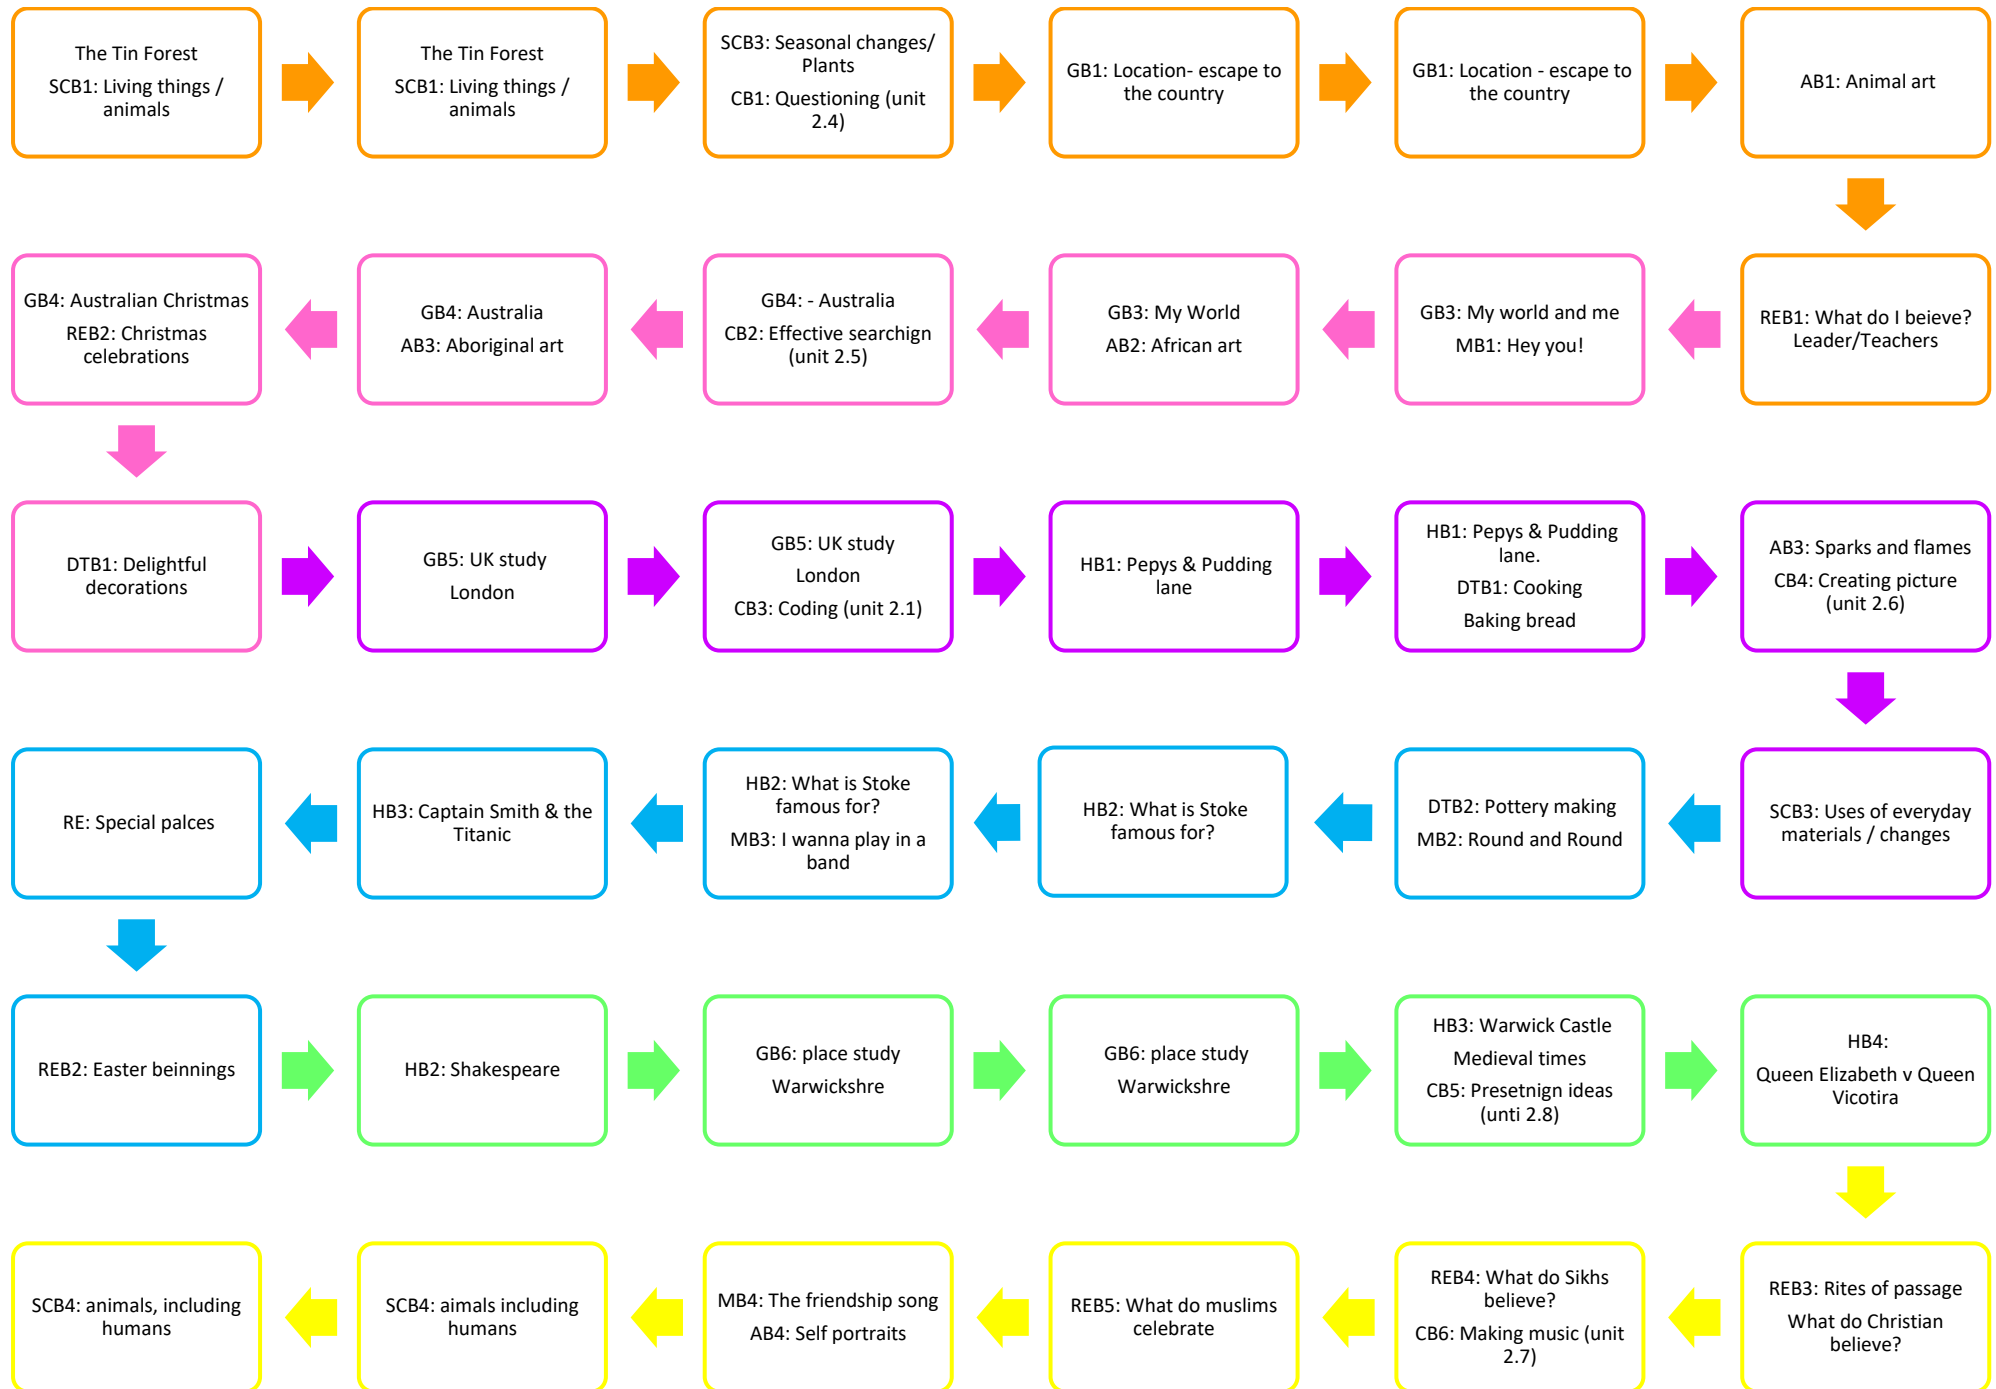 The Tin Forest
SCB1: Living things /
animals
The Tin Forest
SCB1: Living things /
animals
SCB3: Seasonal changes/
Plants
CB1: Questioning (unit
2.4)
GB1: Location- escape to
the country
GB1: Location - escape to
the country
AB1: Animal art
GB4: Australian Christmas
REB2: Christmas
celebrations
GB4: Australia
AB3: Aboriginal art
GB4: - Australia
CB2: Effective searchign
(unit 2.5)
GB3: My World
AB2: African art
GB3: My world and me
MB1: Hey you!
REB1: What do I beieve?
Leader/Teachers
DTB1: Delightful
decorations
GB5: UK study
London
GB5: UK study
London
CB3: Coding (unit 2.1)
HB1: Pepys & Pudding
lane
HB1: Pepys & Pudding
lane.
DTB1: Cooking
Baking bread
AB3: Sparks and flames
CB4: Creating picture
(unit 2.6)
RE: Special palces
HB3: Captain Smith & the
Titanic
HB2: What is Stoke
famous for?
MB3: I wanna play in a
band
HB2: What is Stoke
famous for?
DTB2: Pottery making
MB2: Round and Round
SCB3: Uses of everyday
materials / changes
REB2: Easter beinnings
HB2: Shakespeare
GB6: place study
Warwickshre
GB6: place study
Warwickshre
HB3: Warwick Castle
Medieval times
CB5: Presetnign ideas
(unti 2.8)
HB4:
Queen Elizabeth v Queen
Vicotira
SCB4: animals, including
humans
SCB4: aimals including
humans
MB4: The friendship song
AB4: Self portraits
REB5: What do muslims
celebrate
REB4: What do Sikhs
believe?
CB6: Making music (unit
2.7)
REB3: Rites of passage
What do Christian
believe?